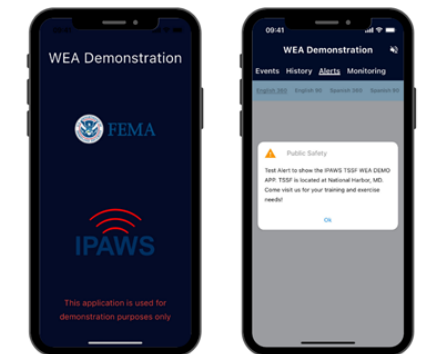 WEA Demonstration
FEMA
IPAWS
This application is used for
demonstration purposes only
09:41
WEA Demonstration
Events History Alerts Monitoring
English 360 English 90 Spanish 360 Spanish 90
Public Safety
Test Alert to show the IPAWS TSSF WEA DEMO
APP. TSSF is located at National Harbor, MD.
Come visit us for your training and exercise
needs!
Ok